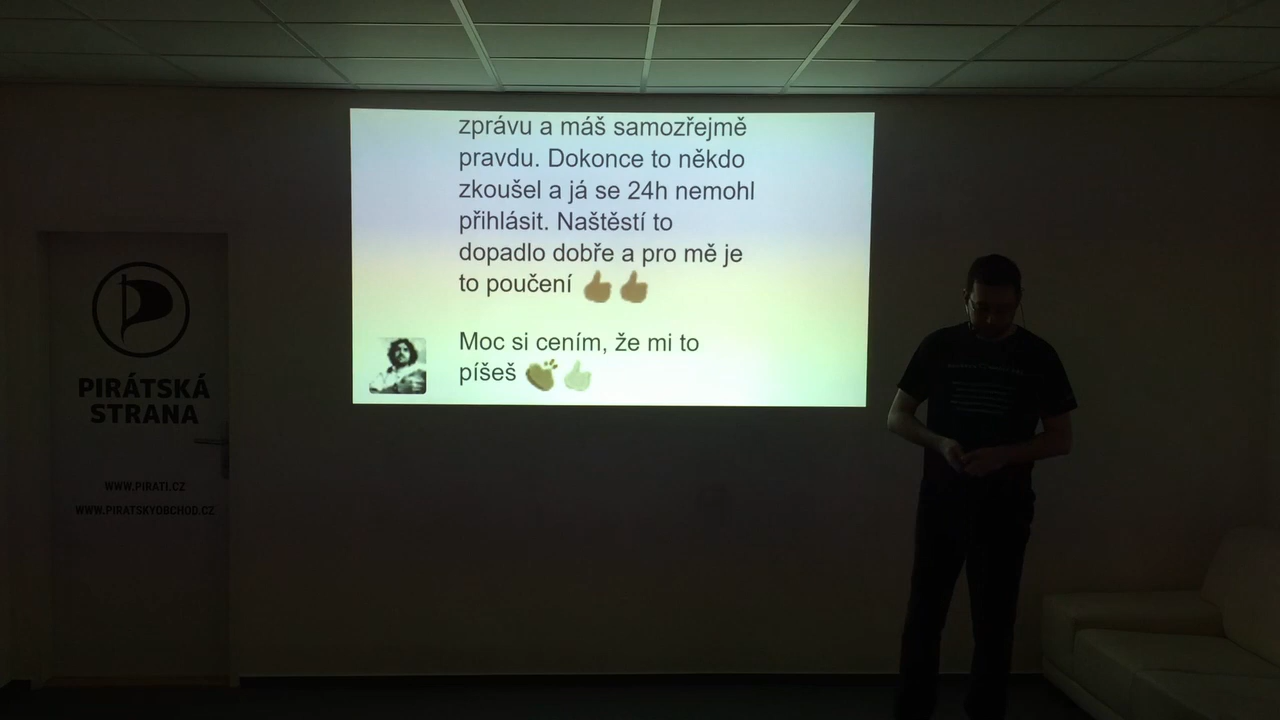 zprávu a máš samozřejmě
pravdu. Dokonce to někdo
zkoušel a já se 24h nemohl
přihlásit. Naštěstí to
dopadlo dobře a pro mě je
to poučení
Moc si cením, že mi to
píšeš
PIRÁTSKÁ
STRANA
WWW.PIRATI.CZ
WWW.PIRATSKYOBCHOD.CZ